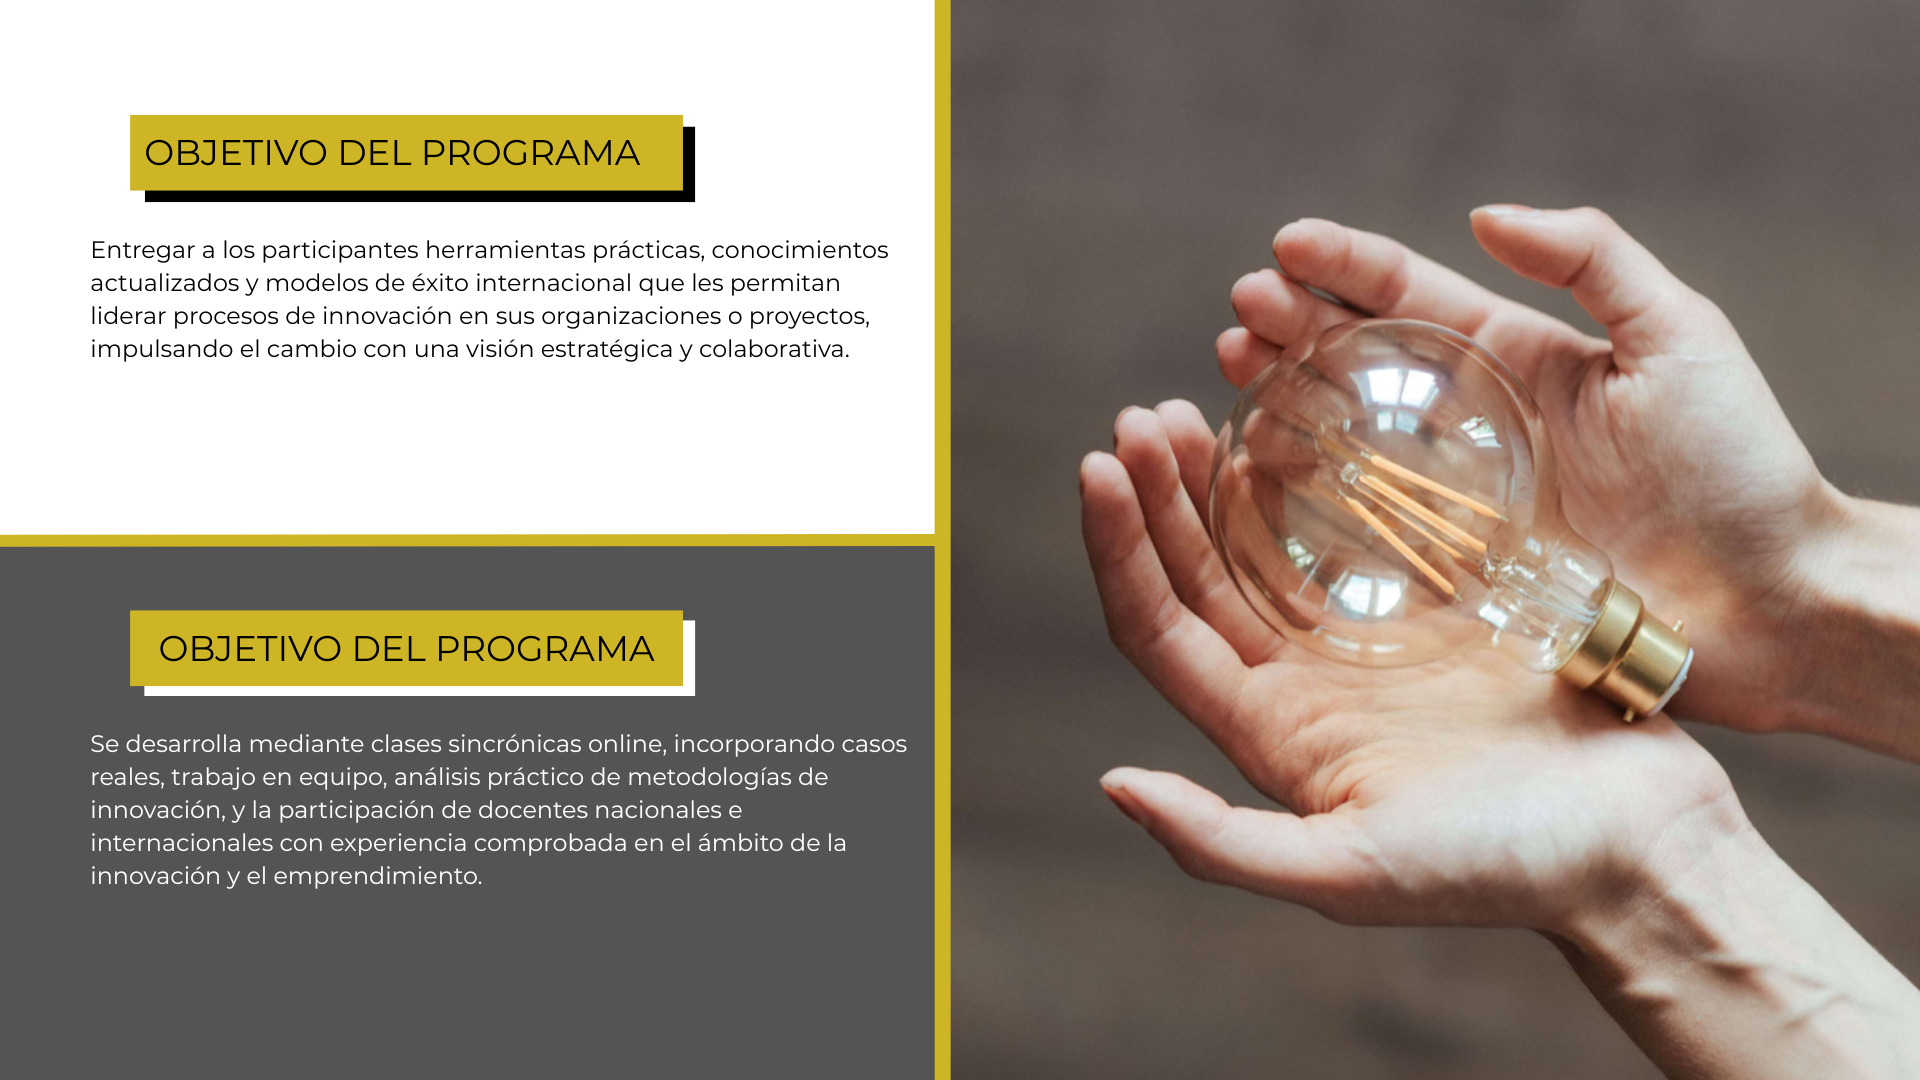 OBJETIVO DEL PROGRAMA
Entregar a los participantes herramientas prácticas, conocimientos
actualizados y modelos de éxito internacional que les permitan
liderar procesos de innovación en sus organizaciones o proyectos,
impulsando el cambio con una visión estratégica y colaborativa.
OBJETIVO DEL PROGRAMA
Se desarrolla mediante clases sincrónicas online, incorporando casos
reales, trabajo en equipo, análisis práctico de metodologías de
innovación, y la participación de docentes nacionales e
internacionales con experiencia comprobada en el ámbito de la
innovación y el emprendimiento.